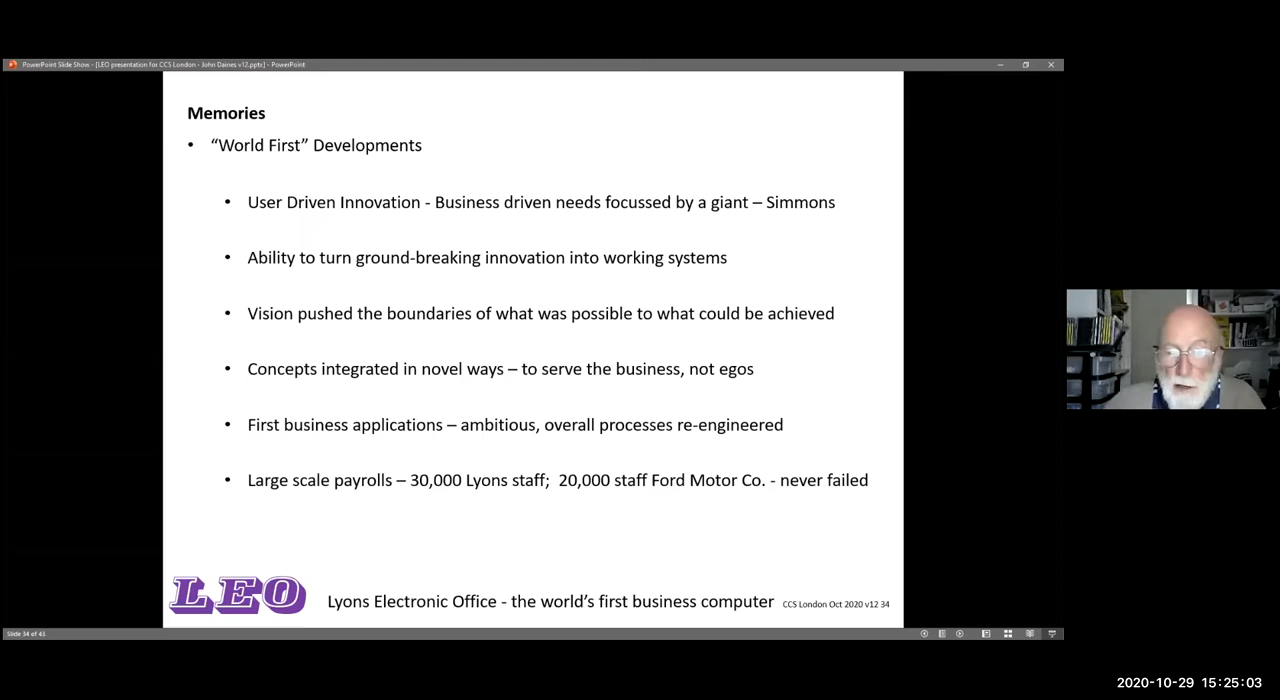 PowerPoint Slide Show - [LEO presentation for CCS London - John Daines v12.pptx] - PowerPoint
Memories
• “World First” Developments
• User Driven Innovation - Business driven needs focussed by a giant – Simmons
• Ability to turn ground-breaking innovation into working systems
• Vision pushed the boundaries of what was possible to what could be achieved
• Concepts integrated in novel ways – to serve the business, not egos
• First business applications – ambitious, overall processes re-engineered
• Large scale payrolls – 30,000 Lyons staff;  20,000 staff Ford Motor Co. - never failed
LEO
Lyons Electronic Office - the world’s first business computer
CCS London Oct 2020 v12 34
Slide 34 of 43
2020-10-29 15:25:03